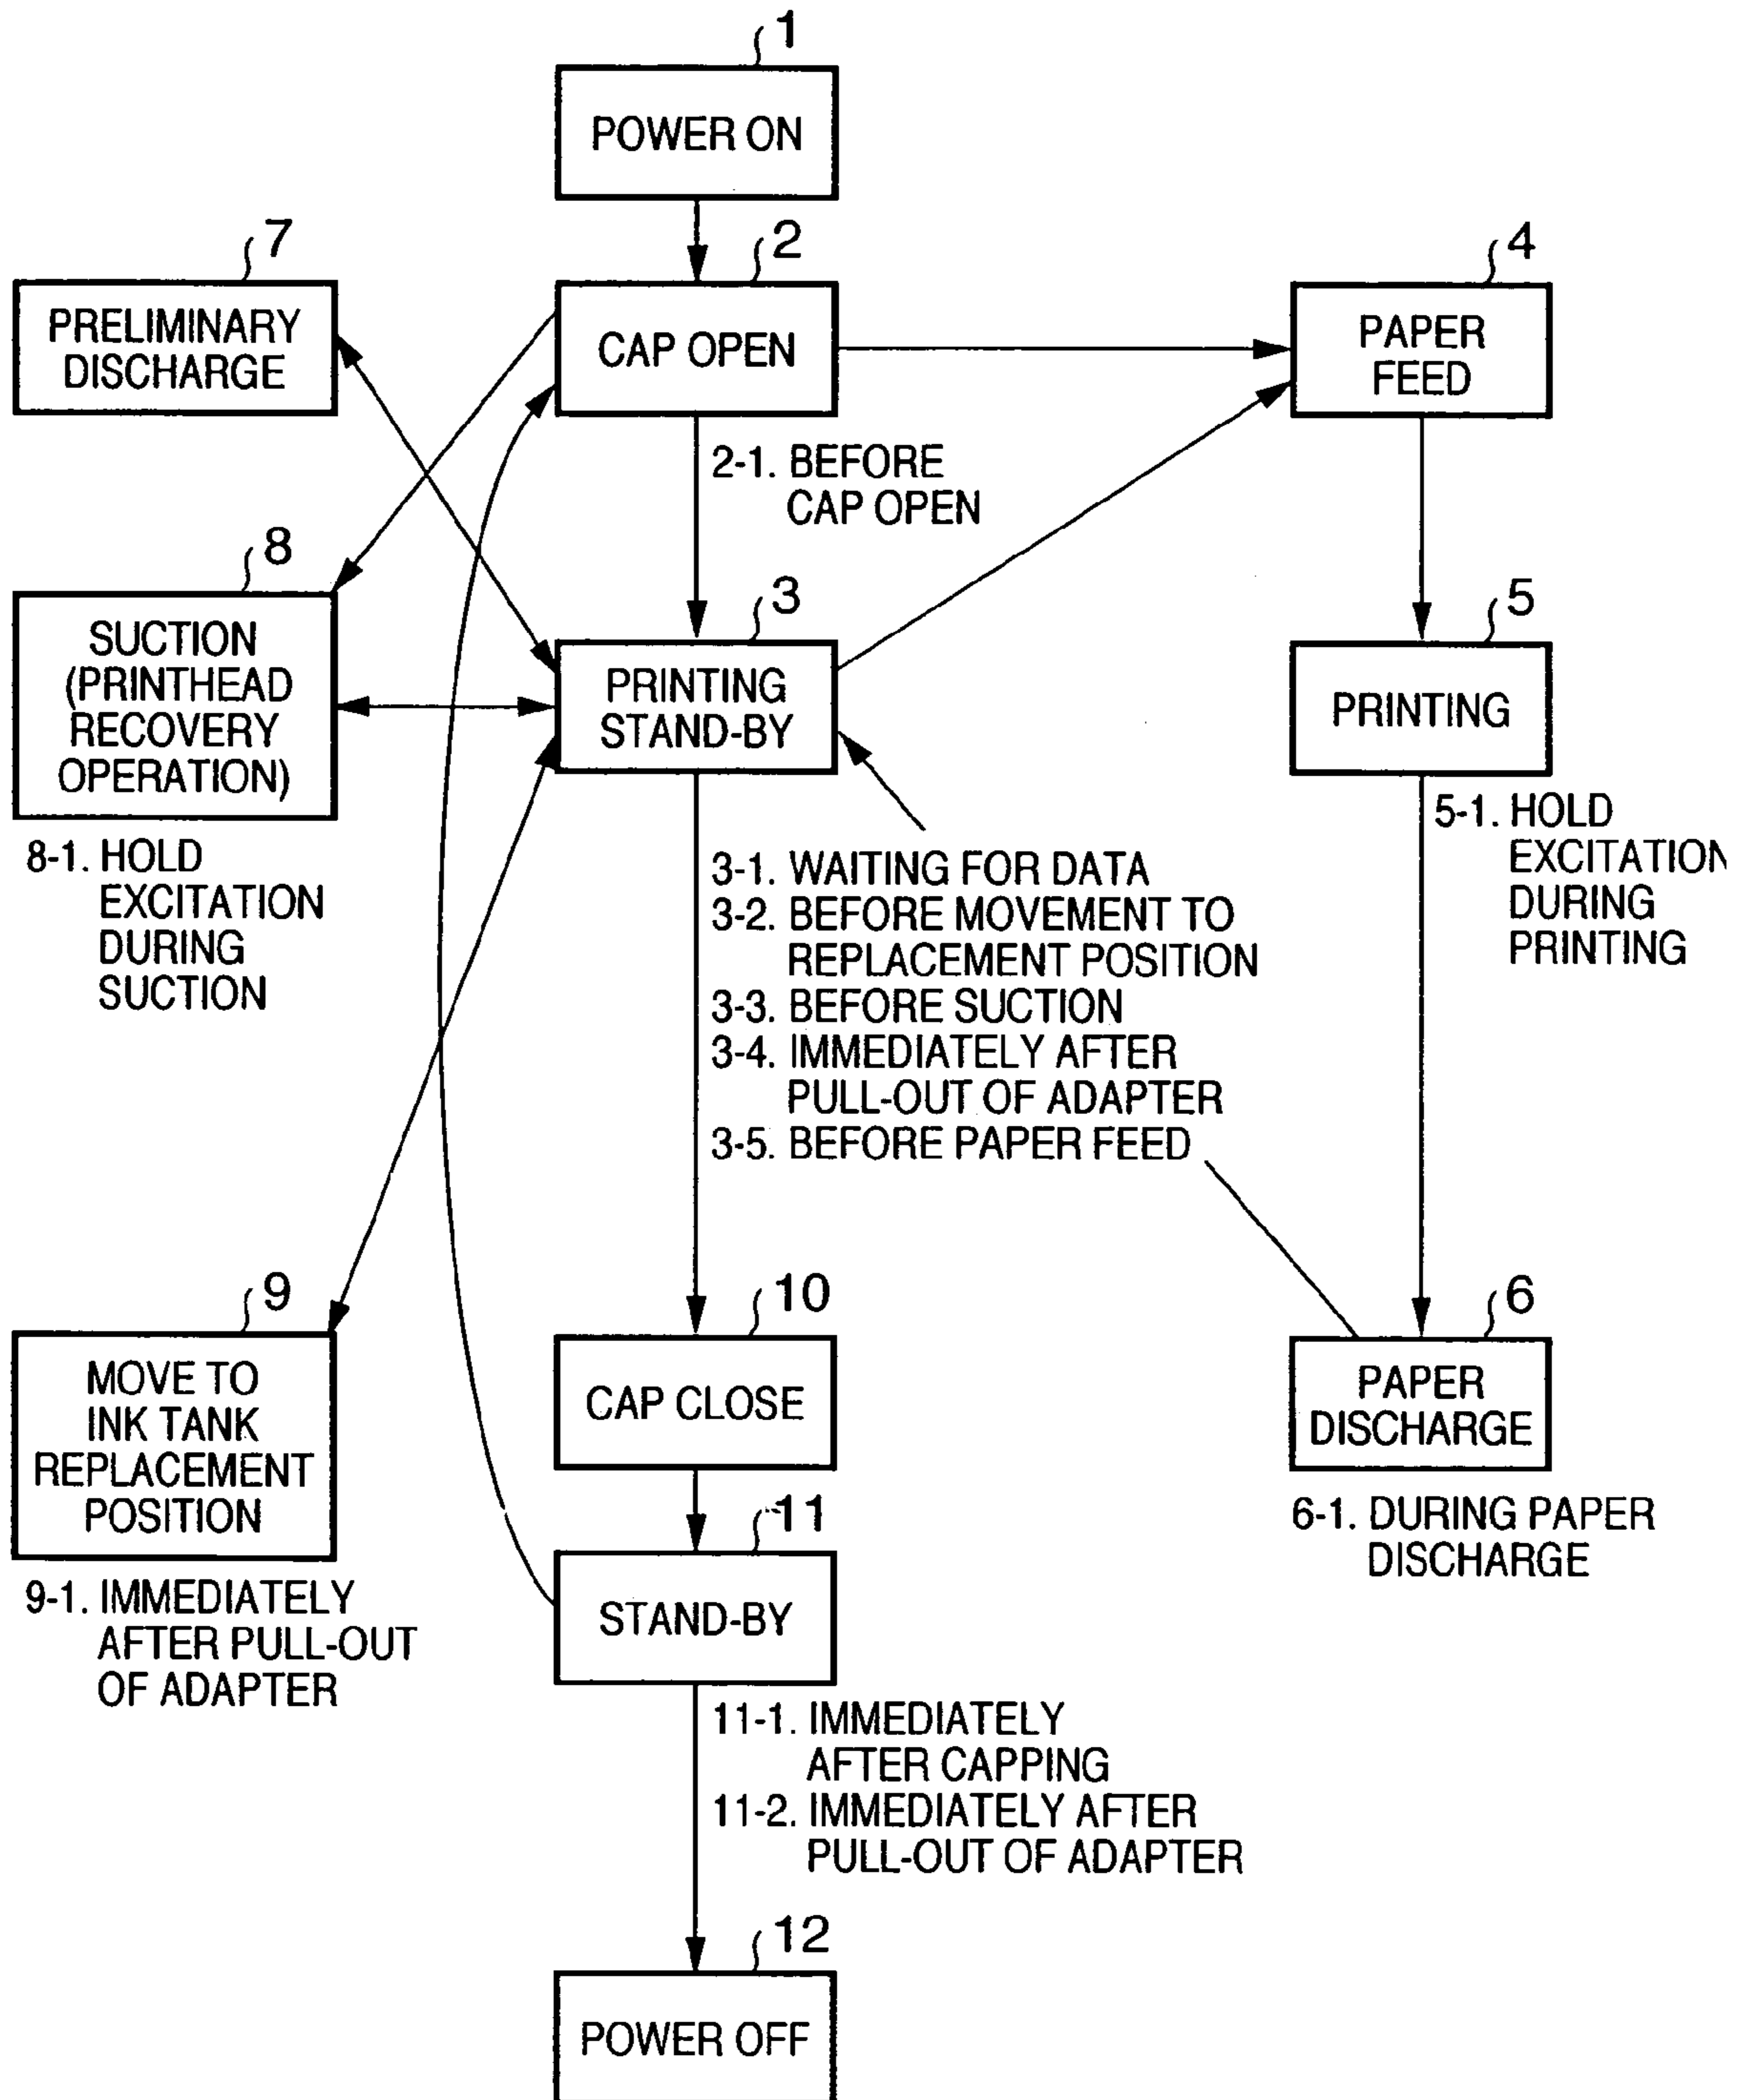 1
POWER ON
2
CAP OPEN
2-1. BEFORE
CAP OPEN
7
PRELIMINARY
DISCHARGE
4
PAPER
FEED
8
SUCTION
(PRINTHEAD
RECOVERY
OPERATION)
8-1. HOLD
EXCITATION
DURING
SUCTION
3
PRINTING
STAND-BY
3-1. WAITING FOR DATA
3-2. BEFORE MOVEMENT TO
REPLACEMENT POSITION
3-3. BEFORE SUCTION
3-4. IMMEDIATELY AFTER
PULL-OUT OF ADAPTER
3-5. BEFORE PAPER FEED
5
PRINTING
5-1. HOLD
EXCITATION
DURING
PRINTING
9
MOVE TO
INK TANK
REPLACEMENT
POSITION
9-1. IMMEDIATELY
AFTER PULL-OUT
OF ADAPTER
10
CAP CLOSE
6
PAPER
DISCHARGE
6-1. DURING PAPER
DISCHARGE
11
STAND-BY
11-1. IMMEDIATELY
AFTER CAPPING
11-2. IMMEDIATELY AFTER
PULL-OUT OF ADAPTER
12
POWER OFF